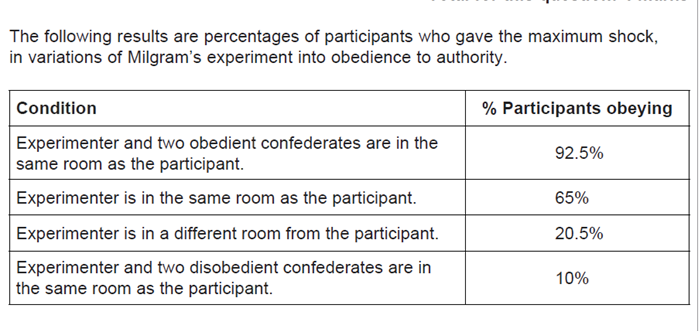 The following results are percentages of participants who gave the maximum shock,
in variations of Milgram's experiment into obedience to authority.
Condition
% Participants obeying
Experimenter and two obedient confederates are in the
same room as the participant.
92.5%
Experimenter is in the same room as the participant.
65%
Experimenter is in a different room from the participant.
20.5%
Experimenter and two disobedient confederates are in
the same room as the participant.
10%